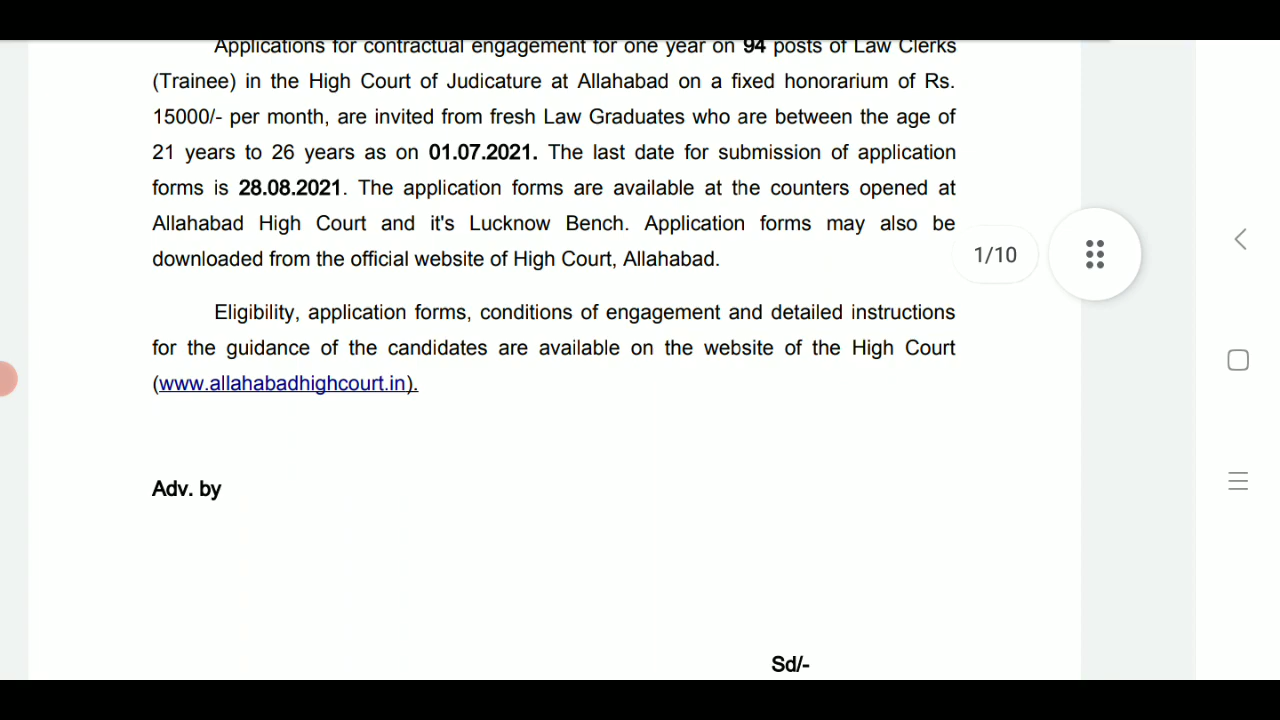 Applications for contractual engagement for one year on 94 posts of Law Clerks
(Trainee) in the High Court of Judicature at Allahabad on a fixed honorarium of Rs.
15000/- per month, are invited from fresh Law Graduates who are between the age of
21 years to 26 years as on 01.07.2021. The last date for submission of application
forms is 28.08.2021. The application forms are available at the counters opened at
Allahabad High Court and it's Lucknow Bench. Application forms may also be
downloaded from the official website of High Court, Allahabad.
1/10
Eligibility, application forms, conditions of engagement and detailed instructions
for the guidance of the candidates are available on the website of the High Court
(www.allahabadhighcourt.in).
Adv. by
Sd/-